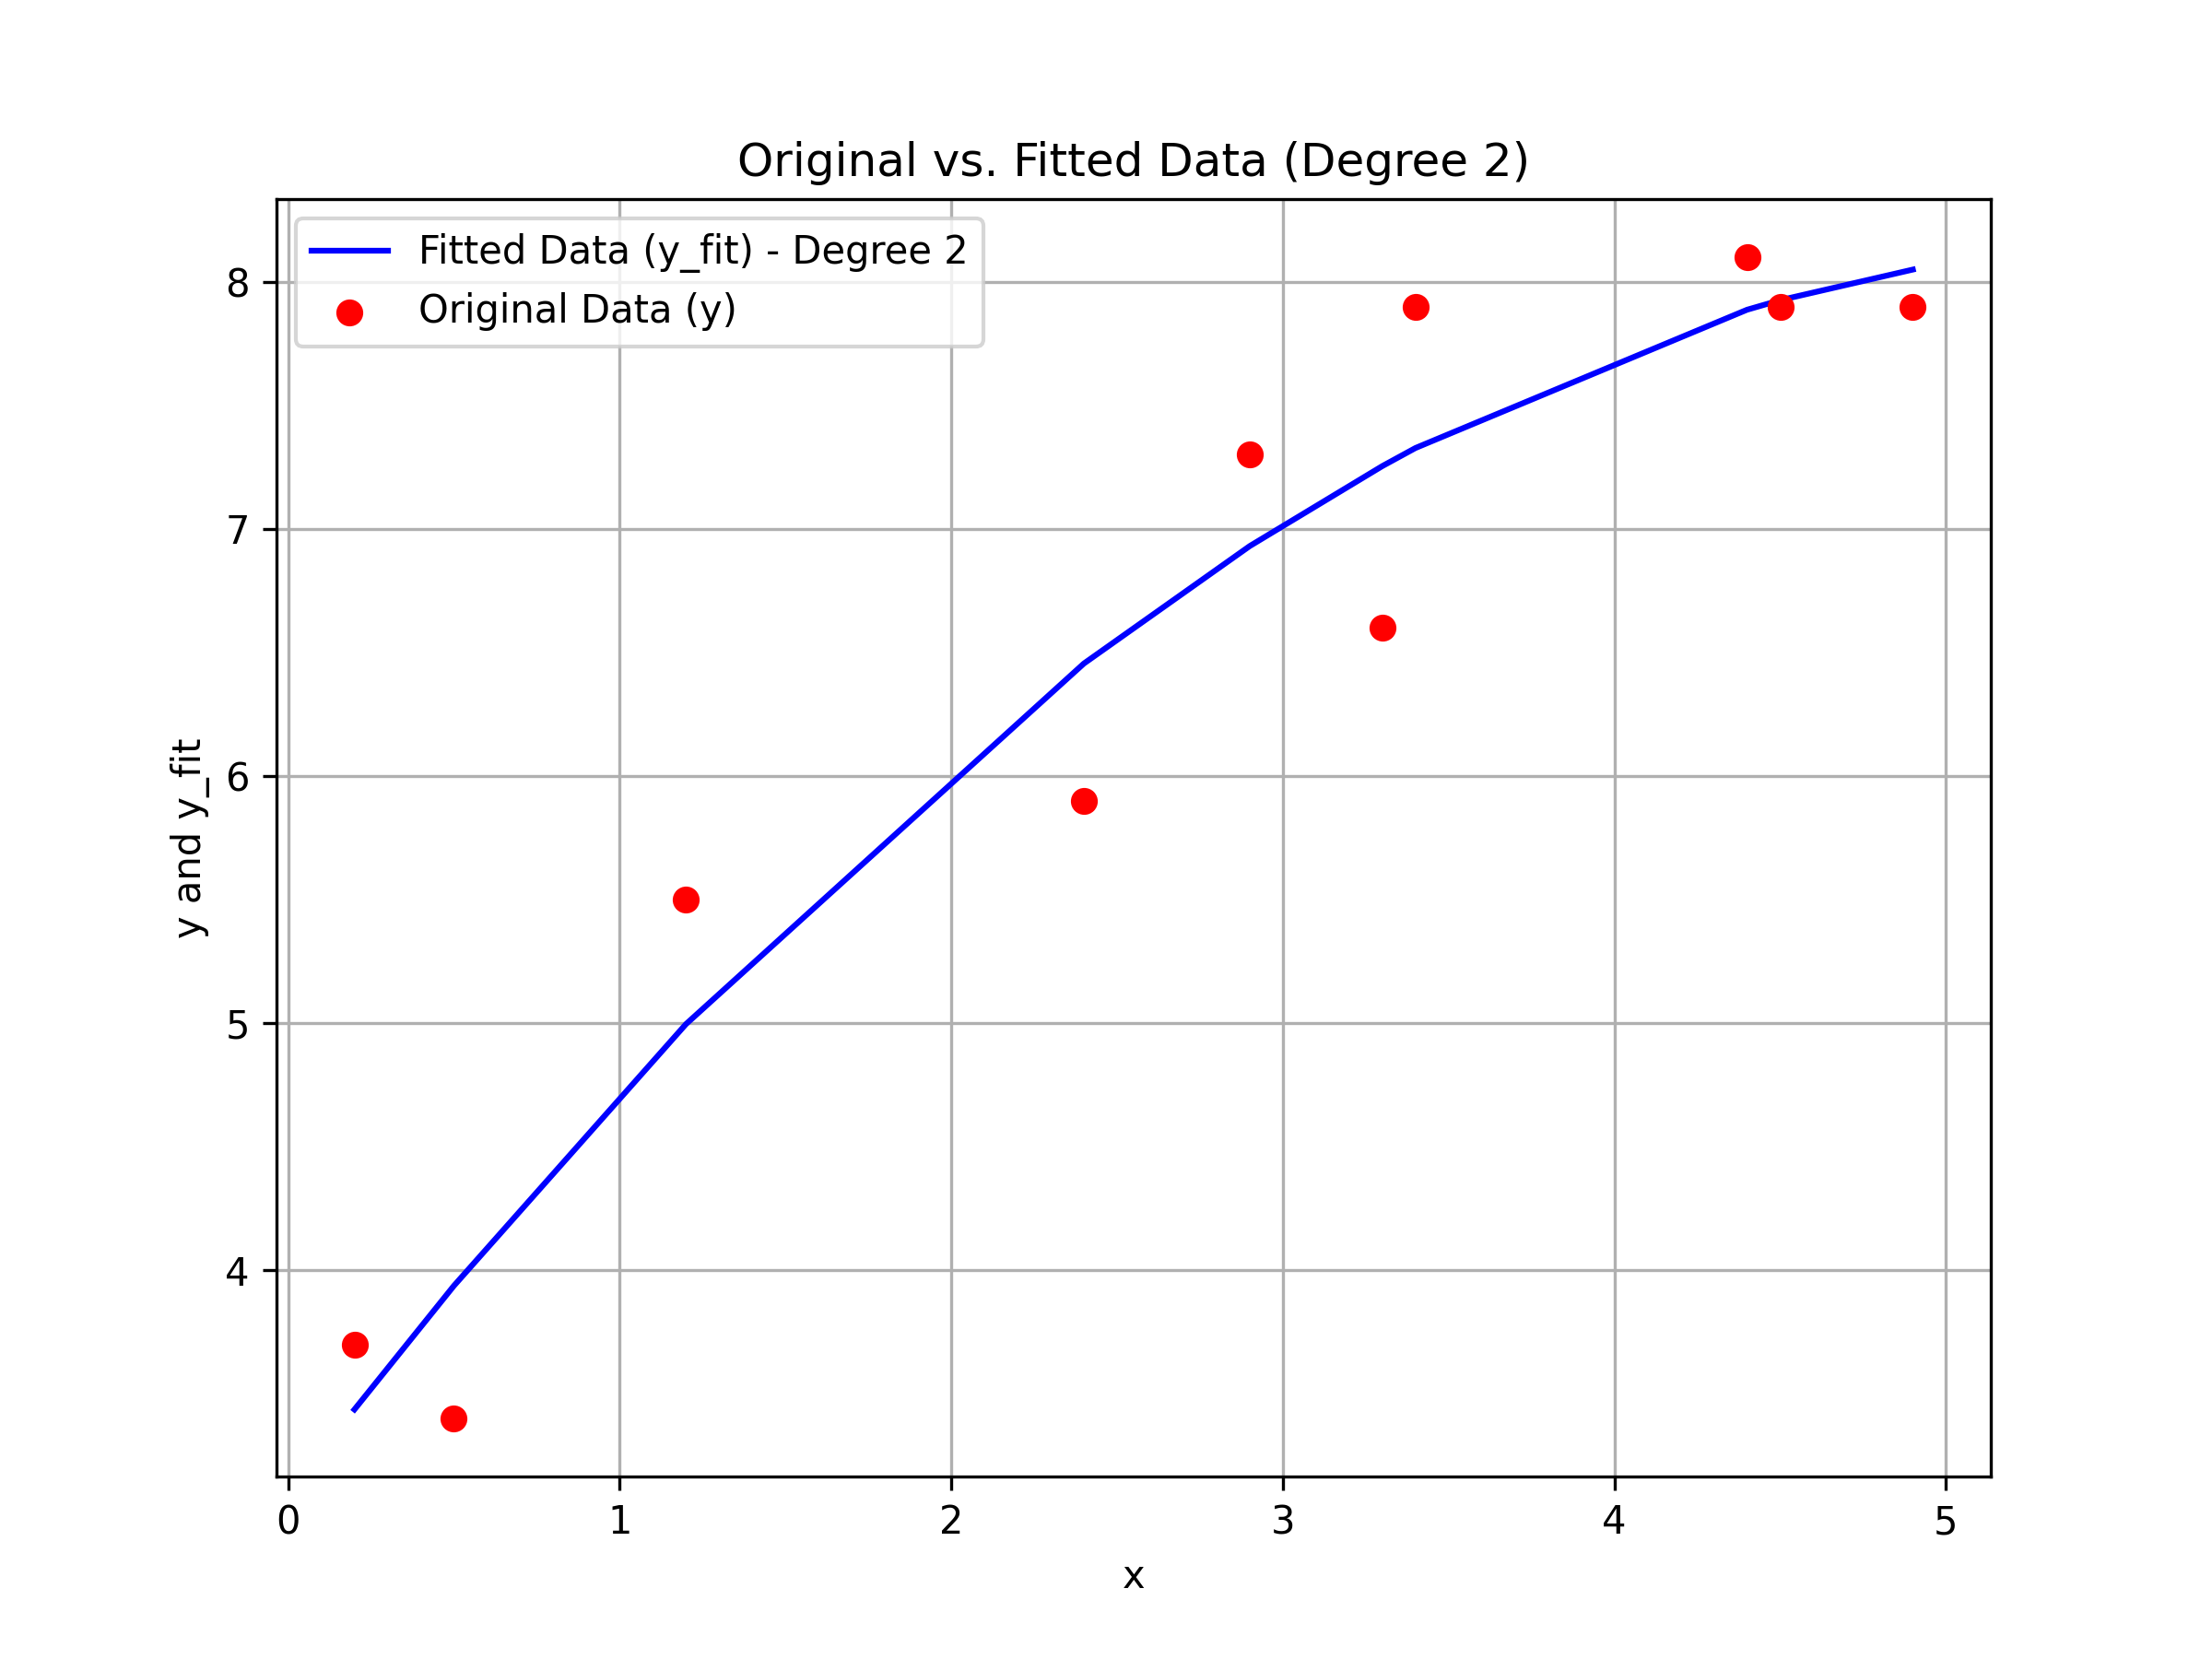 Original vs. Fitted Data (Degree 2)
Fitted Data (y_fit) - Degree 2
Original Data (y)
8
7
6
5
4
y and y_fit
0 1 2 3 4 5
x